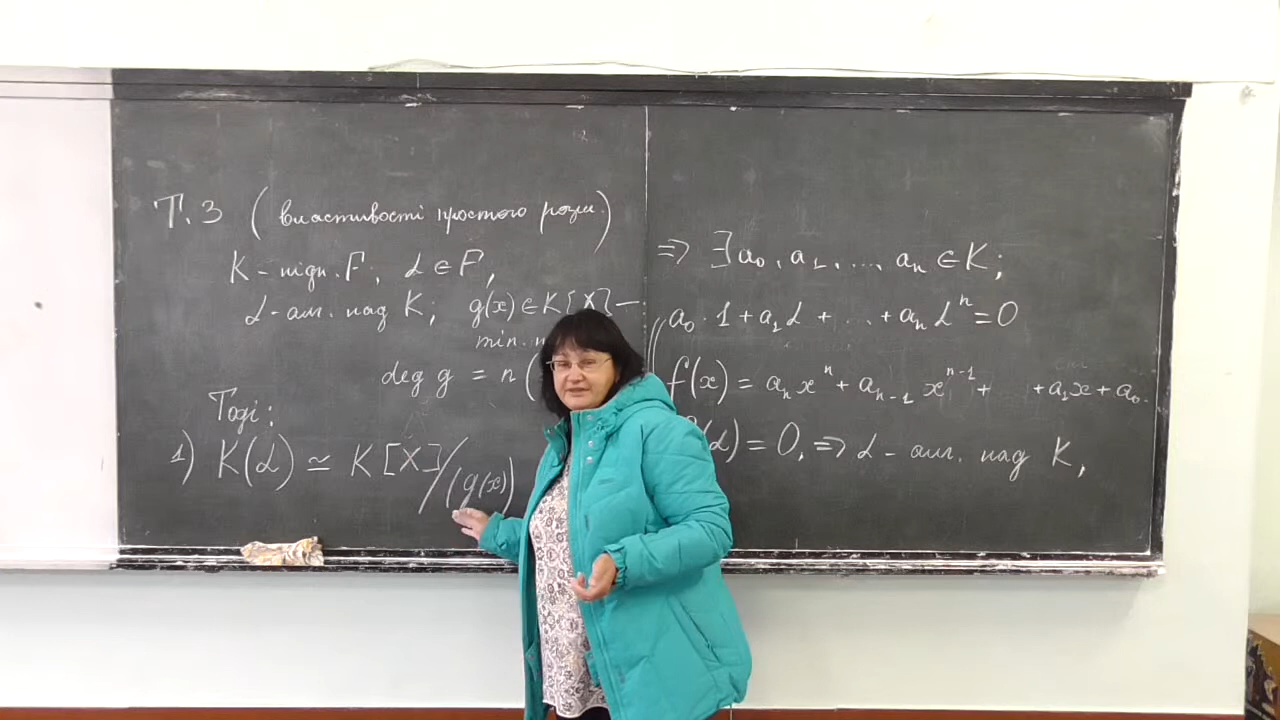 Т.3 (властивості простого розш.)
K - підп. F; α ∈ F,
α - алг. над K; g(x) ∈ K[X] -
min.
deg g = n (
Тоді:
1) K(α) ≃ K[X]/(g(x))
=> ∃ a₀, a₁, ..., aₙ ∈ K;
a₀ · 1 + a₁α + ... + aₙαⁿ = 0
f(x) = aₙxⁿ + aₙ₋₁xⁿ⁻¹ + + a₁x + a₀.
(α) = 0, => α - алг. над K,